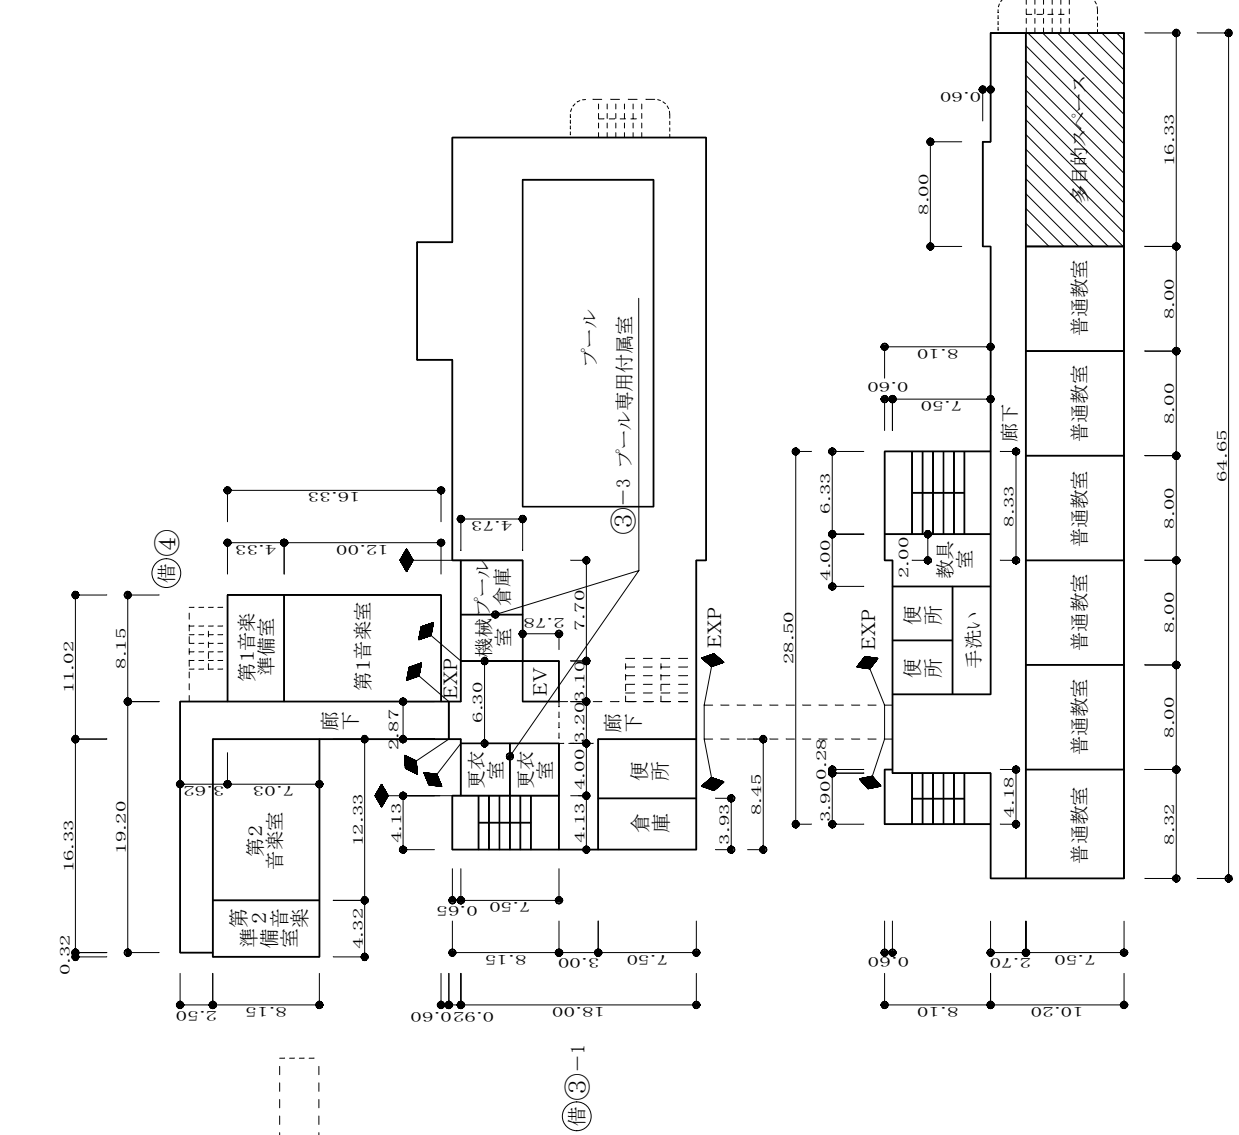 0.60
8.00
16.33
64.65
多目的スペース
普通教室
8.00
普通教室
8.00
普通教室
8.00
普通教室
8.00
普通教室
8.00
普通教室
8.32
廊下
8.10
0.60
7.50
6.33
4.00
8.33
2.00
教具
室
便
所
便
所
手洗い
28.50
EXP
3.90
0.28
4.18
0.60
8.10
2.70
7.50
10.20
プール
③-3 プール専用付属室
16.33
4.33
12.00
4.73
プール
倉庫
機械
室
2.78
7.70
3.10
EV
6.30
EXP
3.20
廊
下
EXP
更衣
室
更衣
室
4.00
便
所
倉
庫
4.13
4.13
3.93
8.45
0.65
7.50
8.15
3.00
7.50
0.60
0.92
18.00
借③-1
借④
11.02
8.15
第1音楽
準備室
第1音楽室
廊
下
2.87
3.62
7.03
12.33
第2
音楽室
16.33
19.20
第2音楽
準備室
4.32
0.32
2.50
8.15